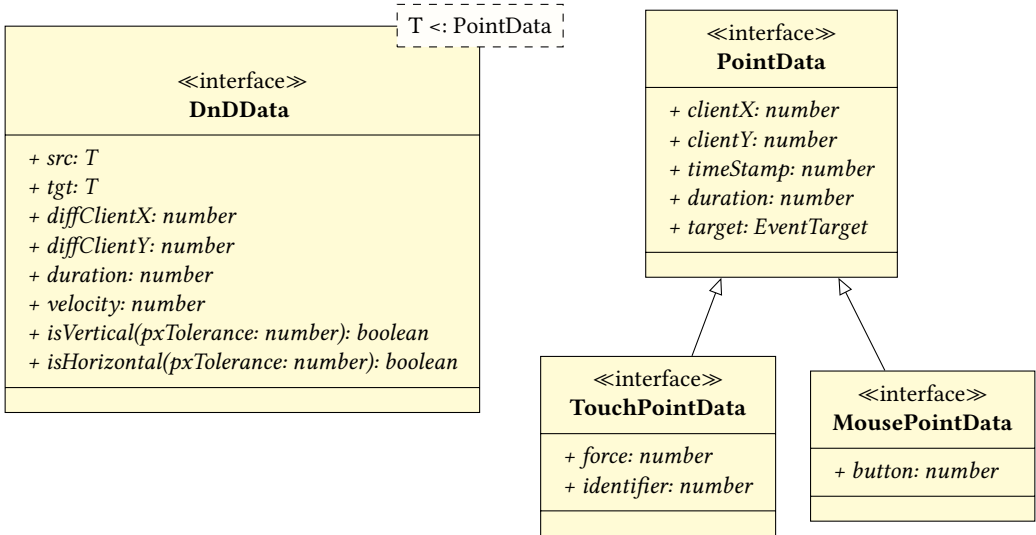 T <: PointData
≪interface≫
DnDData
+ src: T
+ tgt: T
+ diffClientX: number
+ diffClientY: number
+ duration: number
+ velocity: number
+ isVertical(pxTolerance: number): boolean
+ isHorizontal(pxTolerance: number): boolean
≪interface≫
PointData
+ clientX: number
+ clientY: number
+ timeStamp: number
+ duration: number
+ target: EventTarget
≪interface≫
TouchPointData
+ force: number
+ identifier: number
≪interface≫
MousePointData
+ button: number